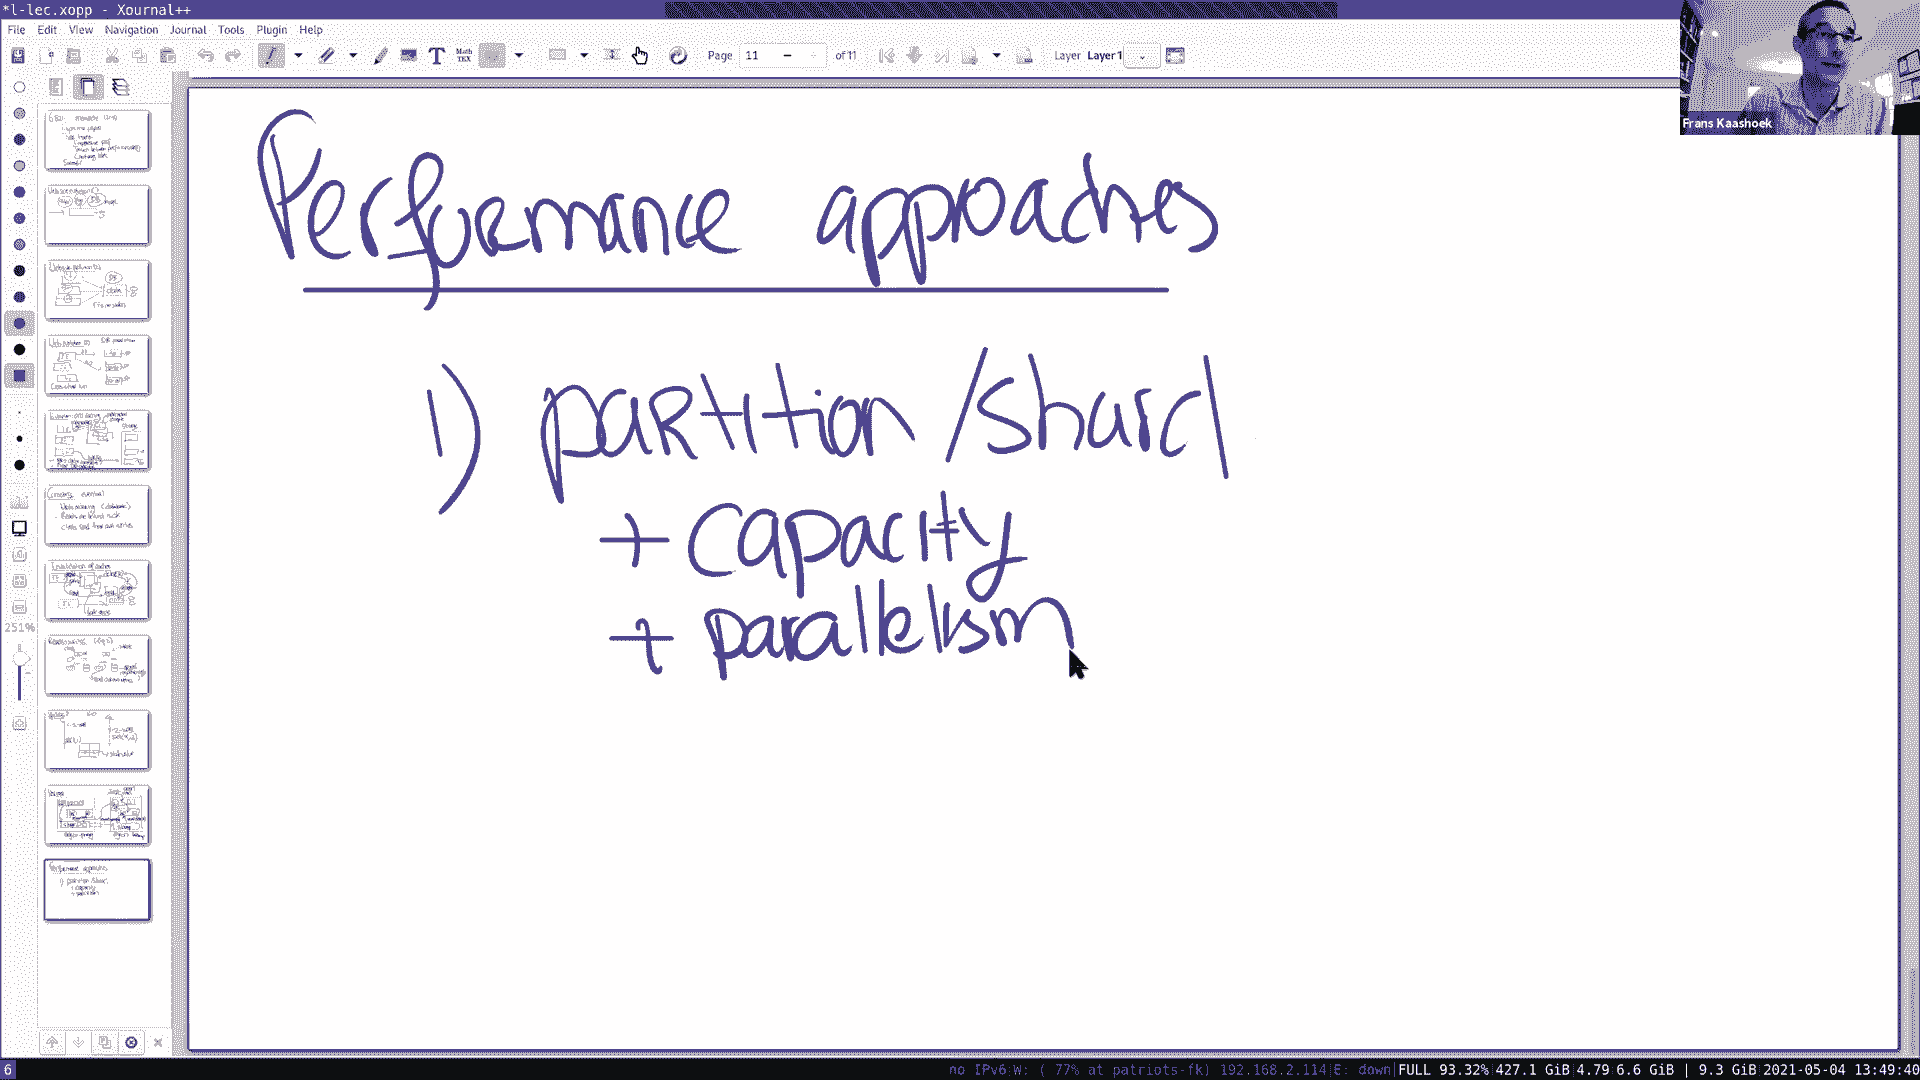 *l-lec.xopp - Xournal++
File Edit View Navigation Journal Tools Plugin Help
Page 11 of 11 Layer Layer1
Frans Kaashoek
Performance approaches
1) partition/shard
+ capacity
+ parallelism
251%
6 no IPv6 W: ( 77% at patriots-fk) 192.168.2.114 E: down FULL 93.32% 427.1 GiB 4.79 6.6 GiB | 9.3 GiB 2021-05-04 13:49:40